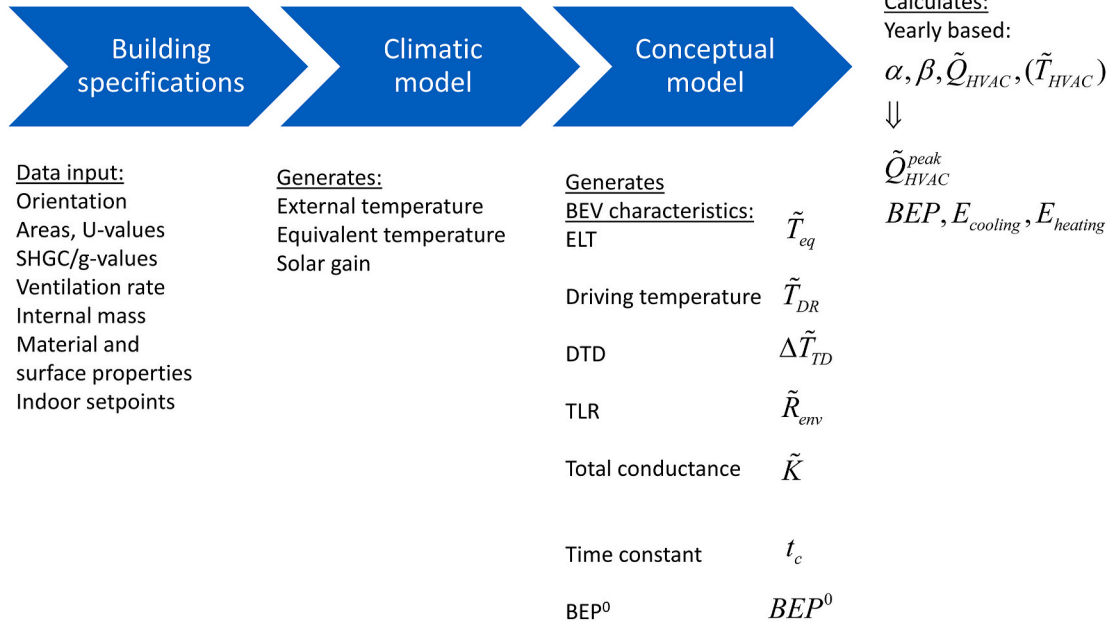 Building
specifications
Climatic
model
Conceptual
model
Data input:
Orientation
Areas, U-values
SHGC/g-values
Ventilation rate
Internal mass
Material and
surface properties
Indoor setpoints
Generates:
External temperature
Equivalent temperature
Solar gain
Generates
BEV characteristics:
ELT T̃_eq
Driving temperature T̃_DR
DTD ΔT̃_TD
TLR R̃_env
Total conductance K̃
Time constant t_c
BEP⁰ BEP⁰
Calculates:
Yearly based:
α, β, Q̃_HVAC, (T̃_HVAC)
⇓
Q̃_HVAC^peak
BEP, E_cooling, E_heating